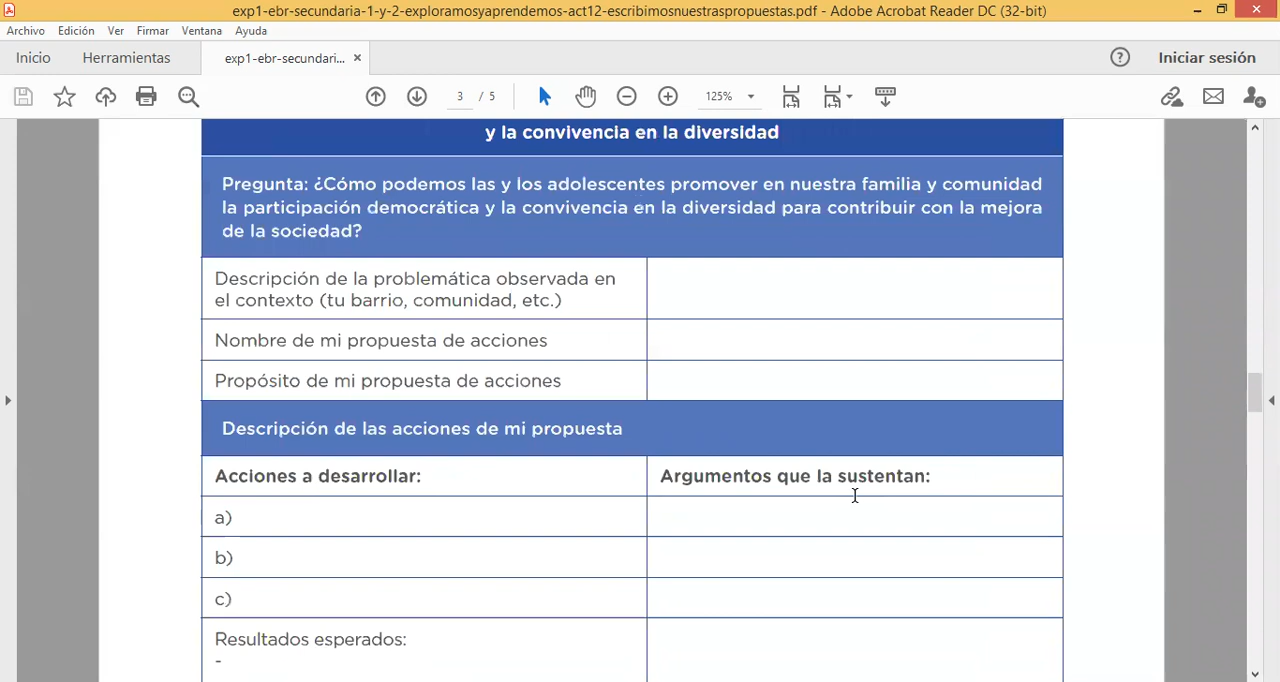 exp1-ebr-secundaria-1-y-2-exploramosyaprendemos-act12-escribimosnuestraspropuestas.pdf - Adobe Acrobat Reader DC (32-bit)
Archivo Edición Ver Firmar Ventana Ayuda
Inicio Herramientas exp1-ebr-secundari... × Iniciar sesión
3 / 5 125%
y la convivencia en la diversidad
Pregunta: ¿Cómo podemos las y los adolescentes promover en nuestra familia y comunidad
la participación democrática y la convivencia en la diversidad para contribuir con la mejora
de la sociedad?
Descripción de la problemática observada en
el contexto (tu barrio, comunidad, etc.)
Nombre de mi propuesta de acciones
Propósito de mi propuesta de acciones
Descripción de las acciones de mi propuesta
Acciones a desarrollar: Argumentos que la sustentan:
a)
b)
c)
Resultados esperados:
-